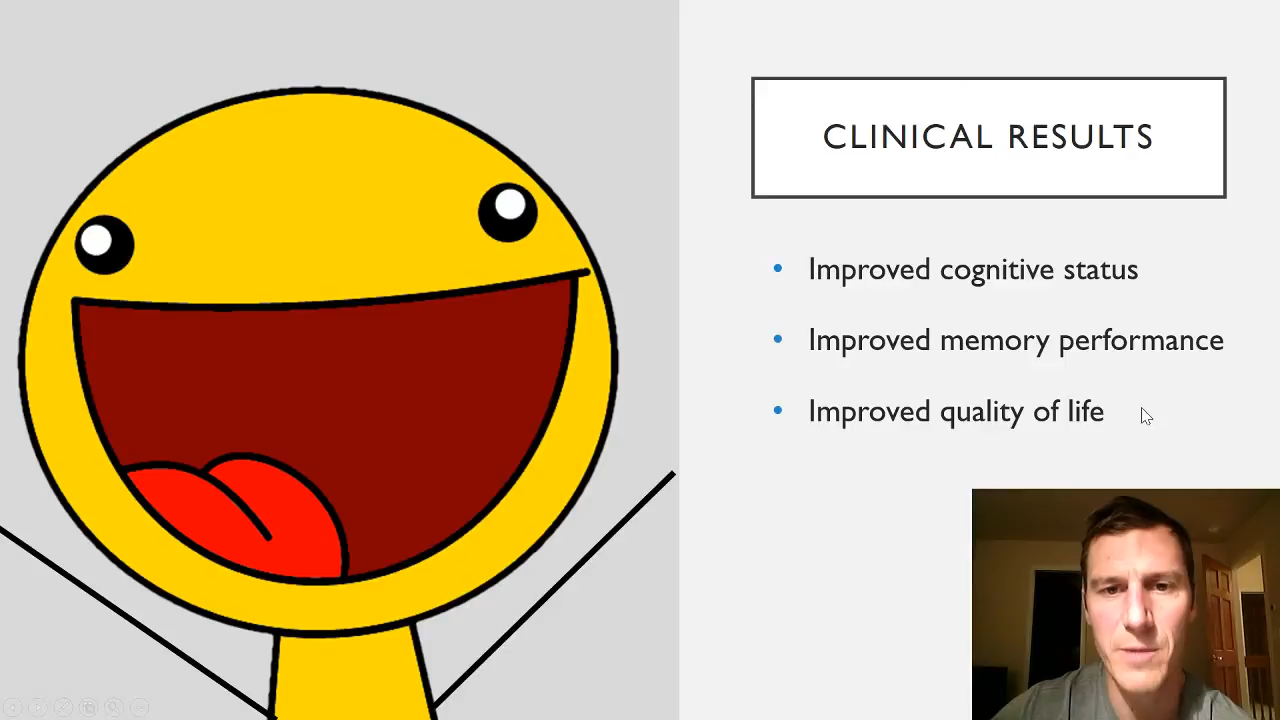 CLINICAL RESULTS
• Improved cognitive status
• Improved memory performance
• Improved quality of life